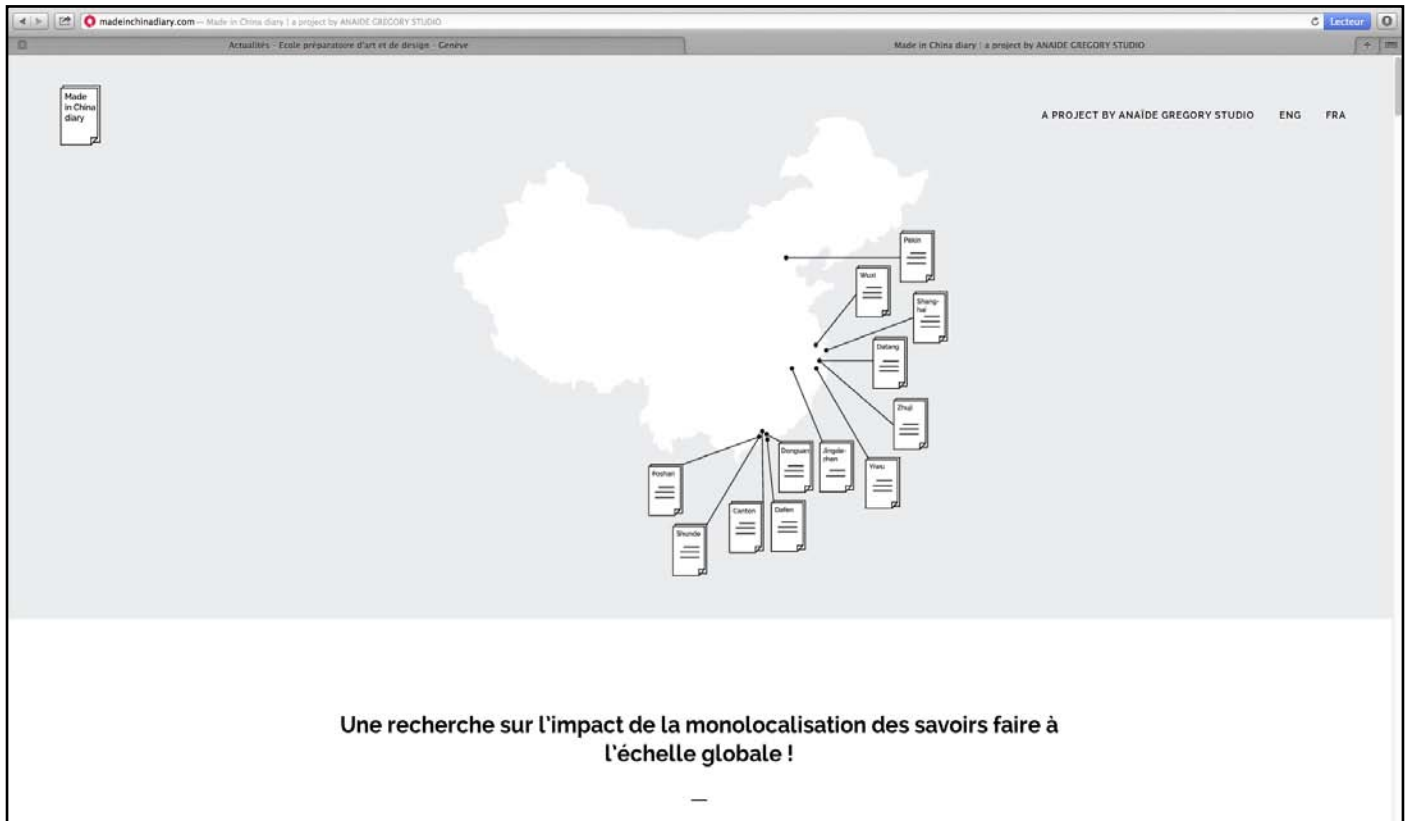 madeinchinadiary.com — Made in China diary | a project by ANAIDE GREGORY STUDIO
Lecteur
Actualités - Ecole préparatoire d'art et de design - Genève
Made in China diary | a project by ANAIDE GREGORY STUDIO
Made
in China
diary
A PROJECT BY ANAÏDE GREGORY STUDIO
ENG
FRA
Pékin
Wuxi
Shang-
hai
Datang
Zhuji
Donguan
Jingde-
zhen
Yiwu
Foshan
Canton
Dafen
Shunde
Une recherche sur l'impact de la monolocalisation des savoirs faire à
l'échelle globale !